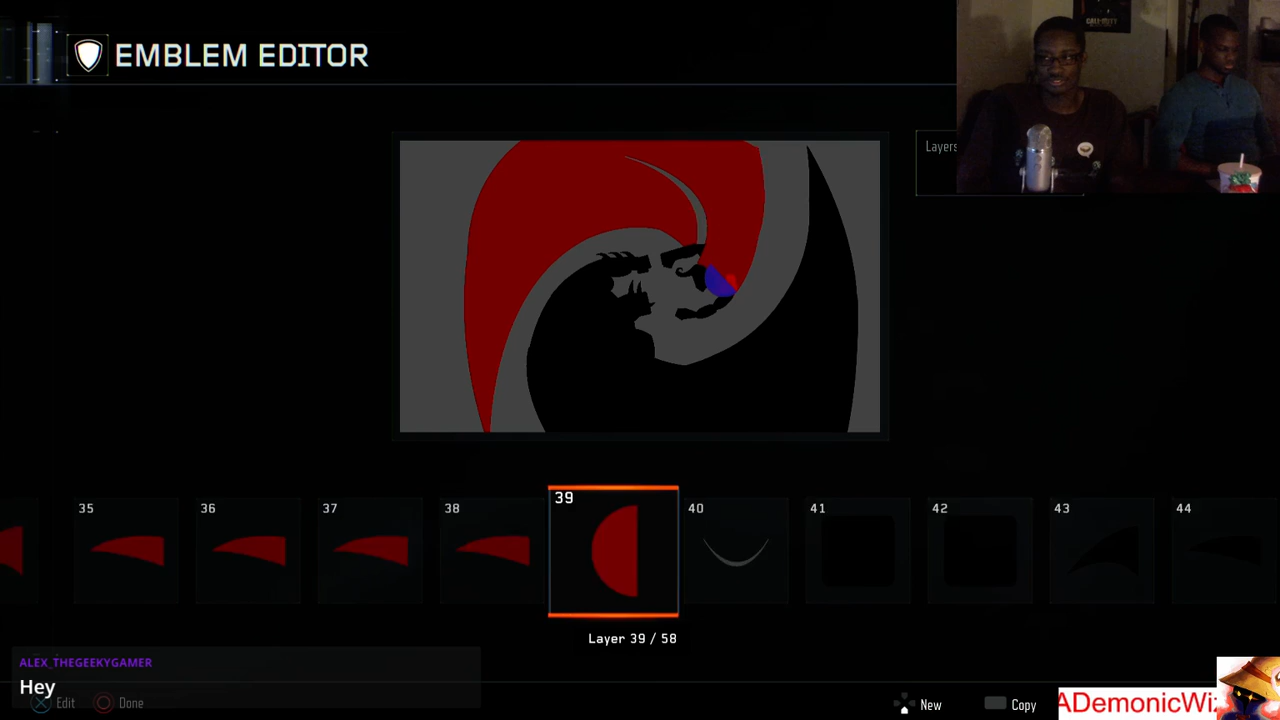 EMBLEM EDITOR
Layers
35
36
37
38
39
40
41
42
43
44
Layer 39 / 58
ALEX_THEGEEKYGAMER
Hey
Edit
Done
New
Copy
ADemonicWiz